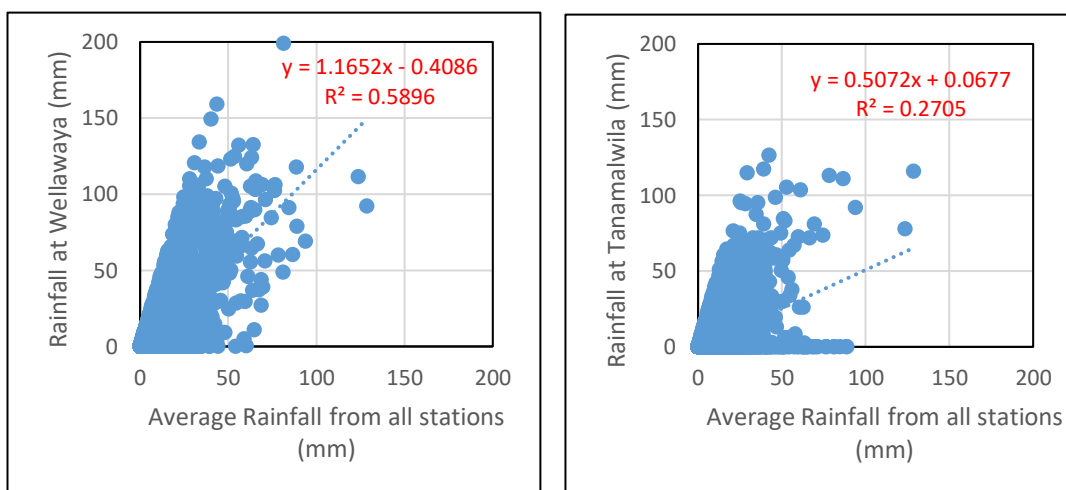 Rainfall at Wellawaya (mm)
200
150
100
50
0
y = 1.1652x - 0.4086
R² = 0.5896
0 50 100 150 200
Average Rainfall from all stations
(mm)
Rainfall at Tanamalwila (mm)
200
150
100
50
0
y = 0.5072x + 0.0677
R² = 0.2705
0 50 100 150 200
Average Rainfall from all stations
(mm)